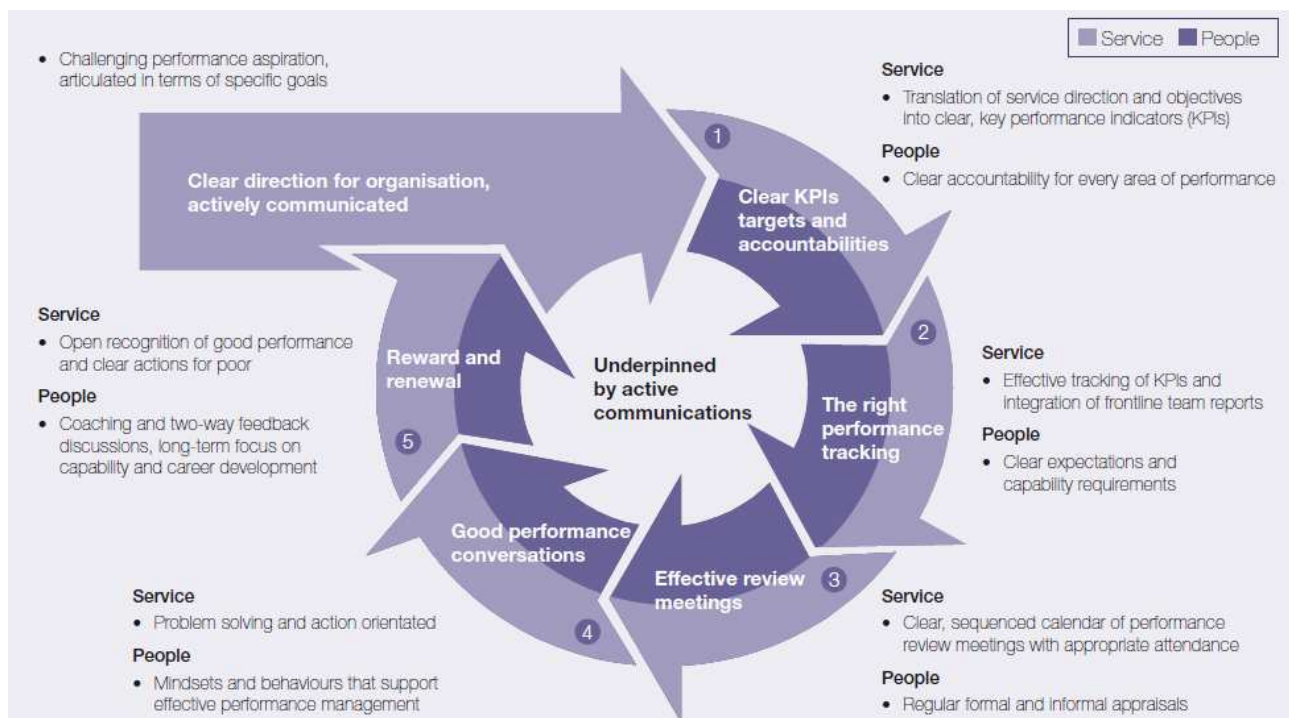 • Challenging performance aspiration,
articulated in terms of specific goals
Service People
Clear direction for organisation,
actively communicated
1
Clear KPIs
targets and
accountabilities
Service
• Translation of service direction and objectives
into clear, key performance indicators (KPIs)
People
• Clear accountability for every area of performance
2
The right
performance
tracking
Service
• Effective tracking of KPIs and
integration of frontline team reports
People
• Clear expectations and
capability requirements
3
Effective review
meetings
Service
• Clear, sequenced calendar of performance
review meetings with appropriate attendance
People
• Regular formal and informal appraisals
4
Good performance
conversations
Service
• Problem solving and action orientated
People
• Mindsets and behaviours that support
effective performance management
5
Reward and
renewal
Service
• Open recognition of good performance
and clear actions for poor
People
• Coaching and two-way feedback
discussions, long-term focus on
capability and career development
Underpinned
by active
communications